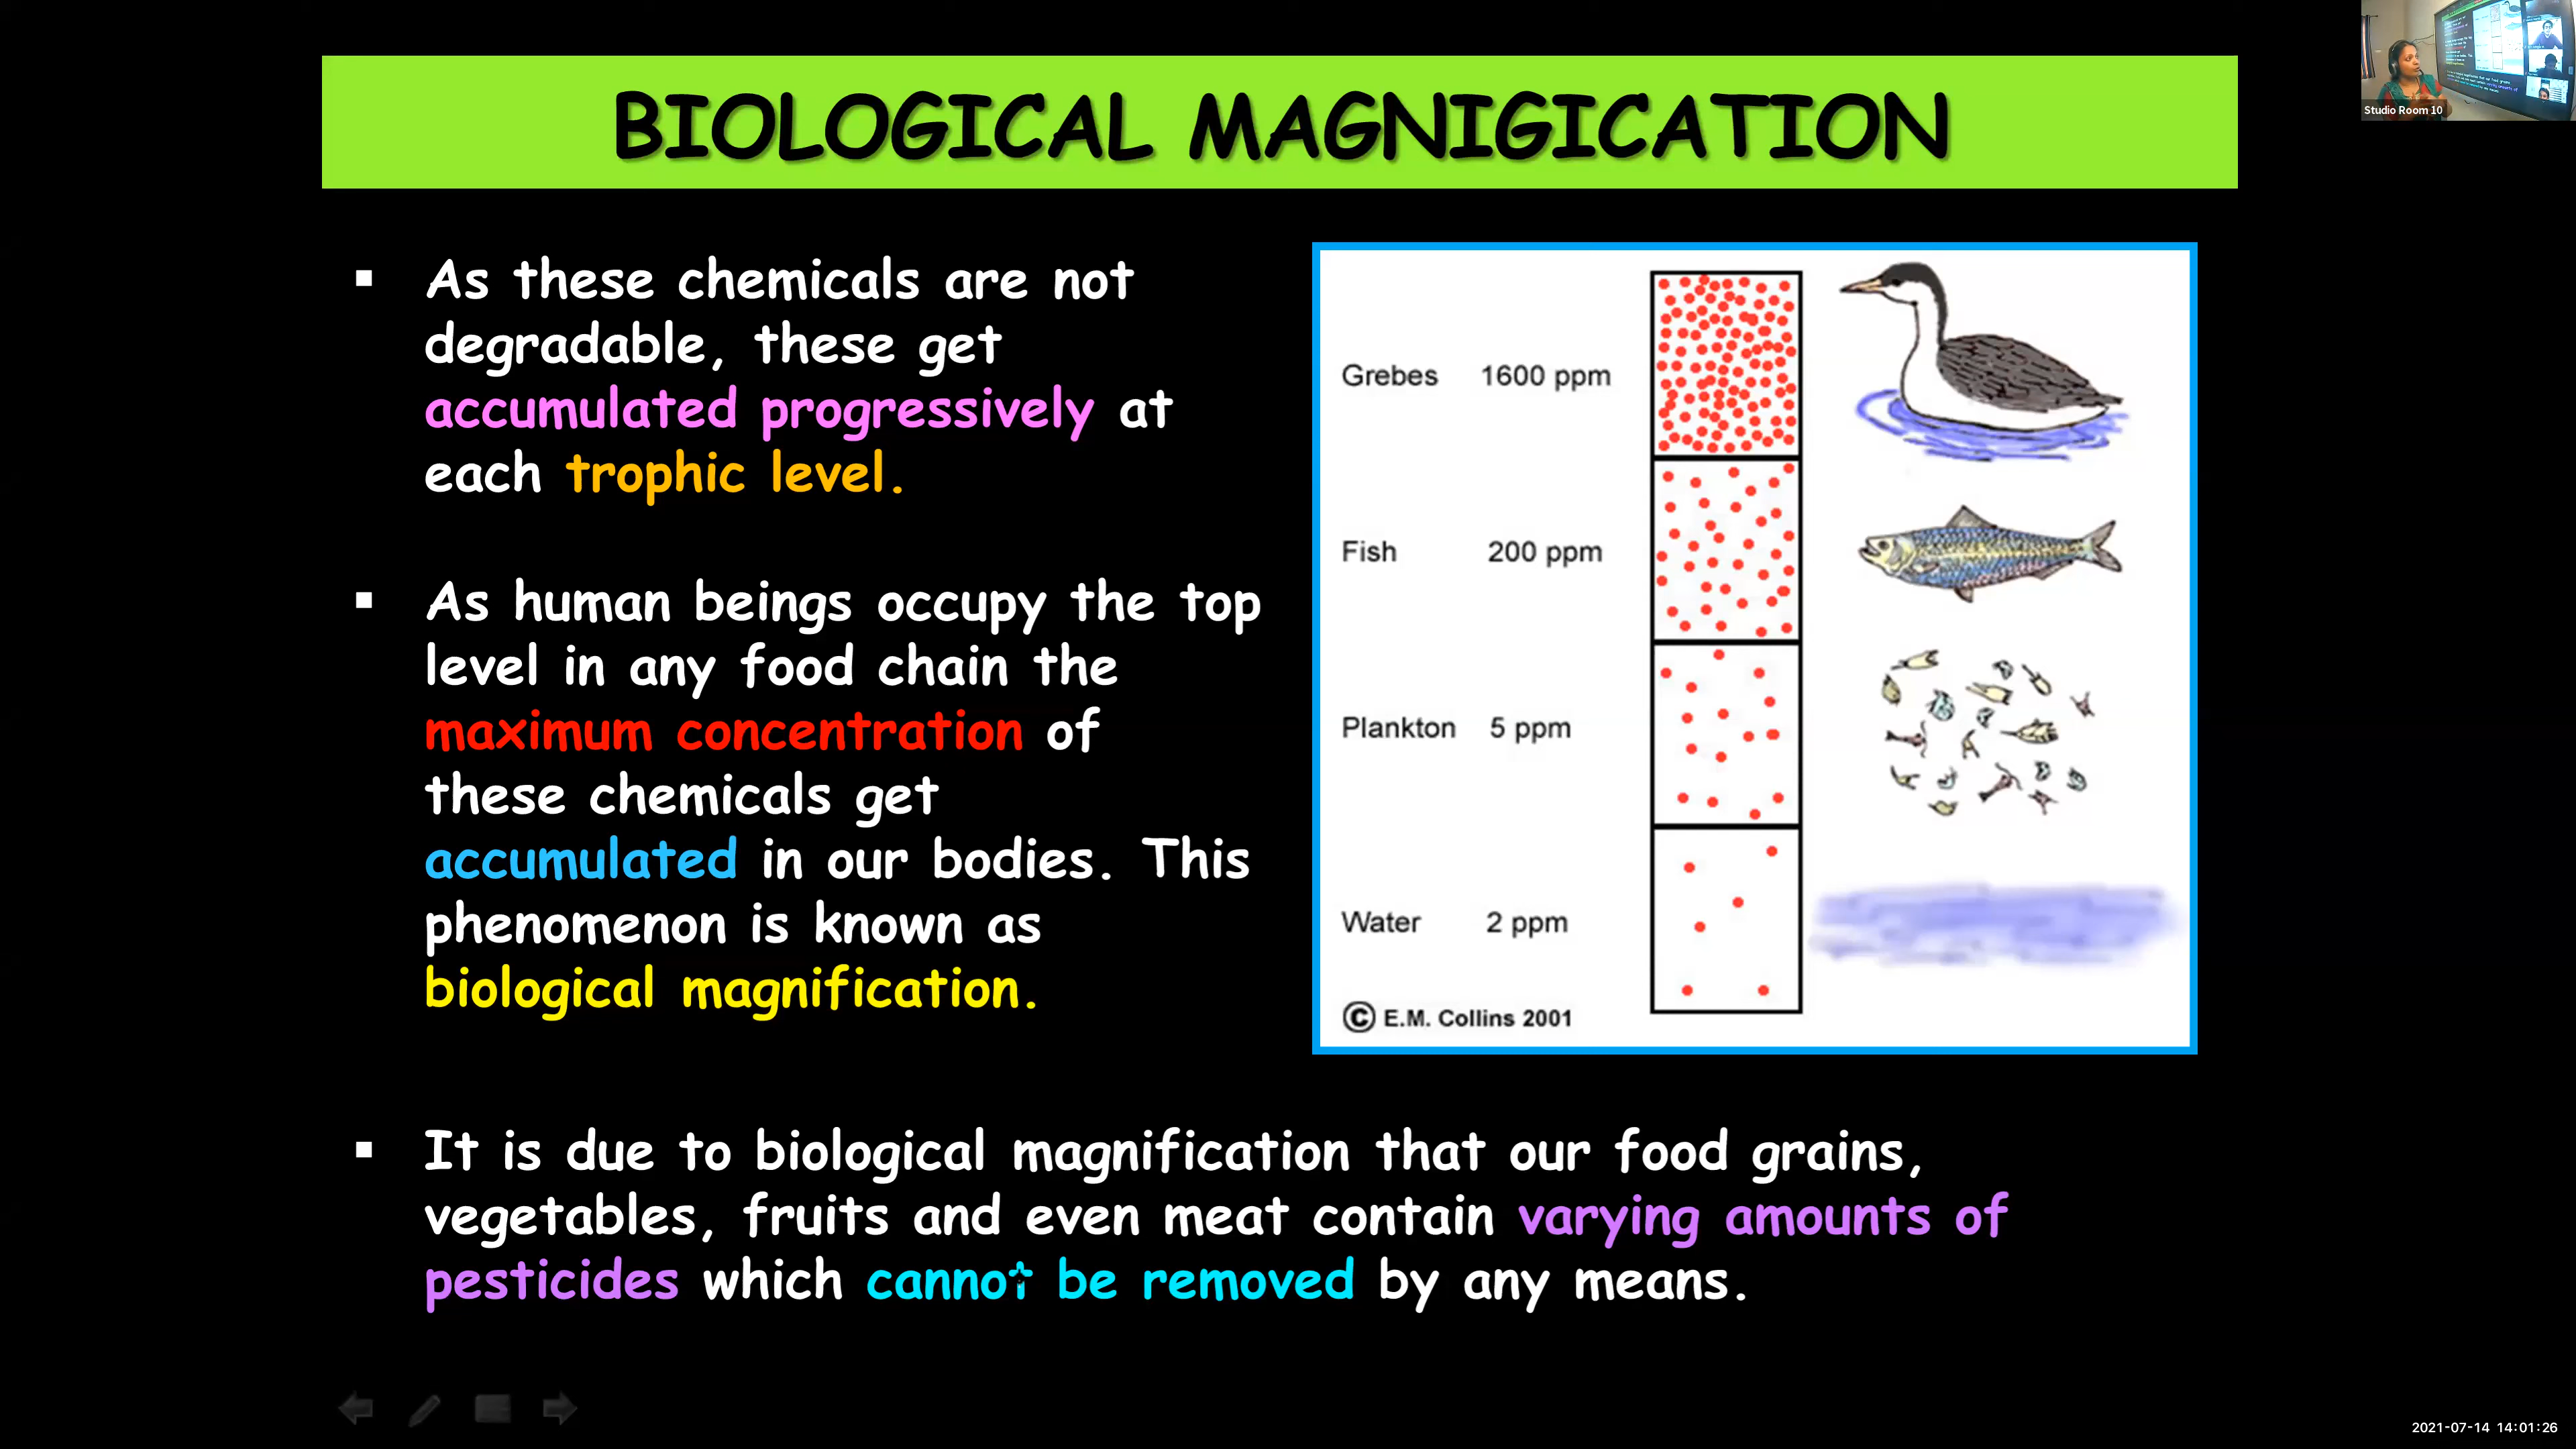 Studio Room 10
BIOLOGICAL MAGNIGICATION
▪ As these chemicals are not
degradable, these get
accumulated progressively at
each trophic level.
▪ As human beings occupy the top
level in any food chain the
maximum concentration of
these chemicals get
accumulated in our bodies. This
phenomenon is known as
biological magnification.
Grebes 1600 ppm
Fish 200 ppm
Plankton 5 ppm
Water 2 ppm
© E.M. Collins 2001
▪ It is due to biological magnification that our food grains,
vegetables, fruits and even meat contain varying amounts of
pesticides which cannot be removed by any means.
2021-07-14 14:01:26